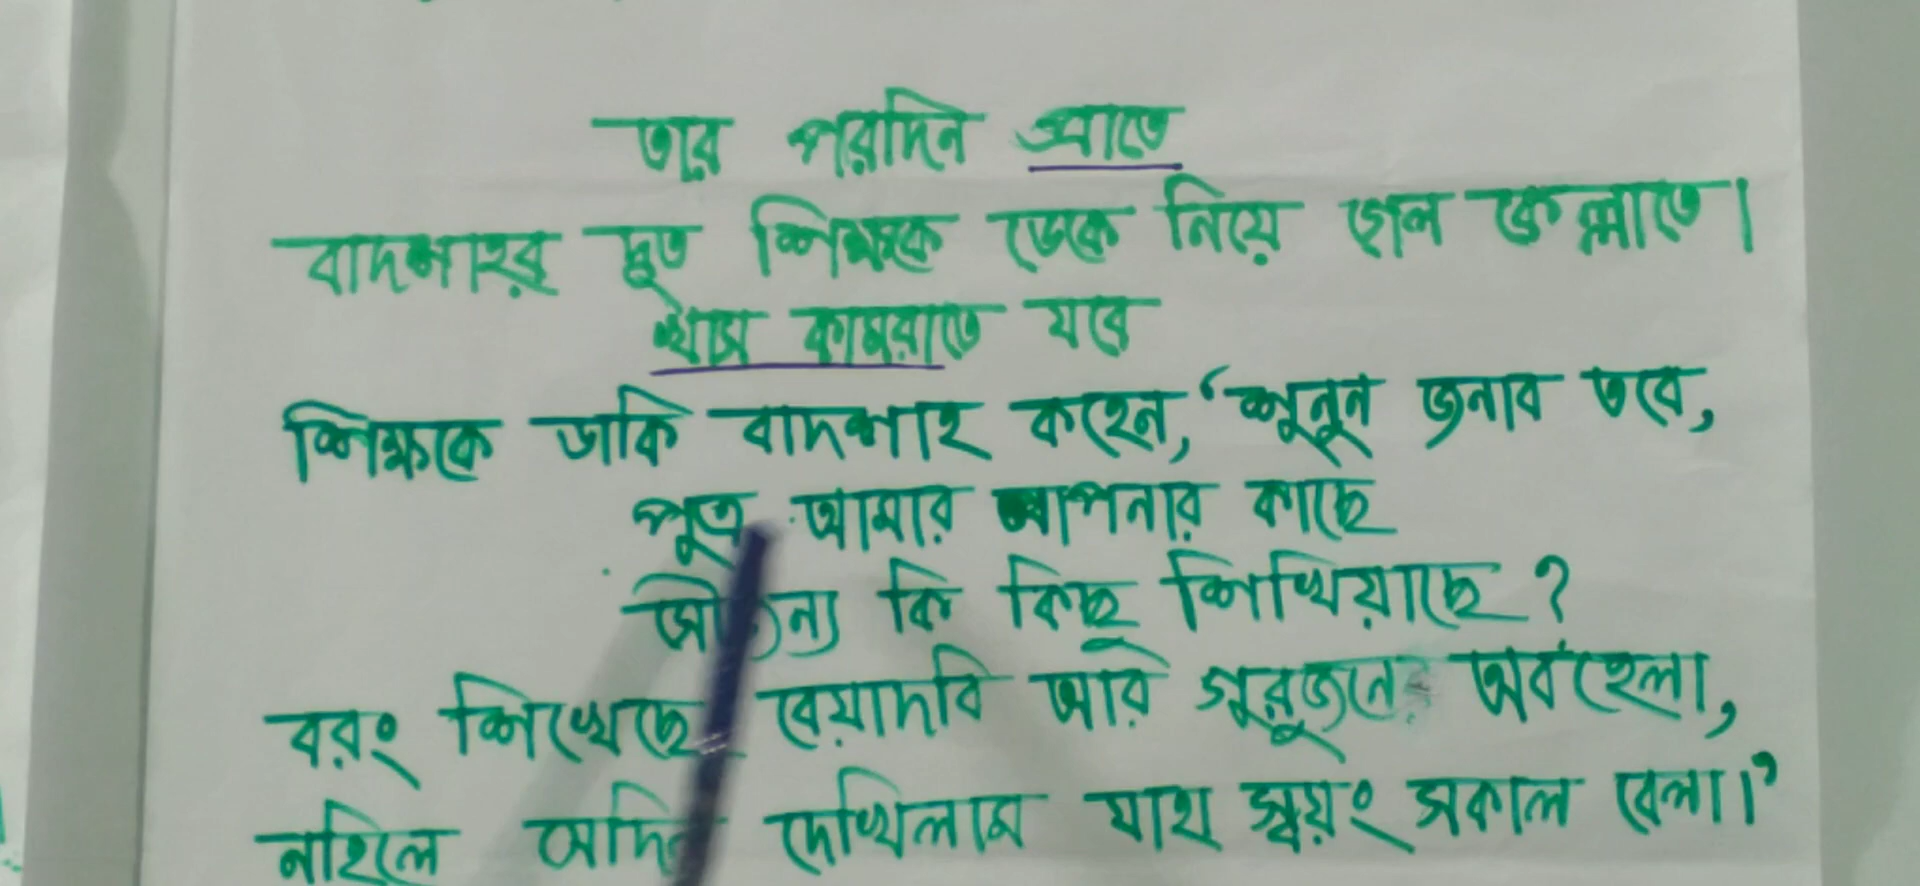 তার পরদিন প্রাতে
বাদশাহর দূত শিক্ষকে ডেকে নিয়ে গেল কেল্লাতে।
খাস কামরাতে যবে
শিক্ষকে ডাকি বাদশাহ কহেন, ‘শুনুন জনাব তবে,
পুত্র আমার আপনার কাছে
সৌজন্য কি কিছু শিখিয়াছে ?
বরং শিখেছে বেয়াদবি আর গুরুজনে অবহেলা,
নহিলে সেদিন দেখিলাম যাহা স্বয়ং সকাল বেলা।’